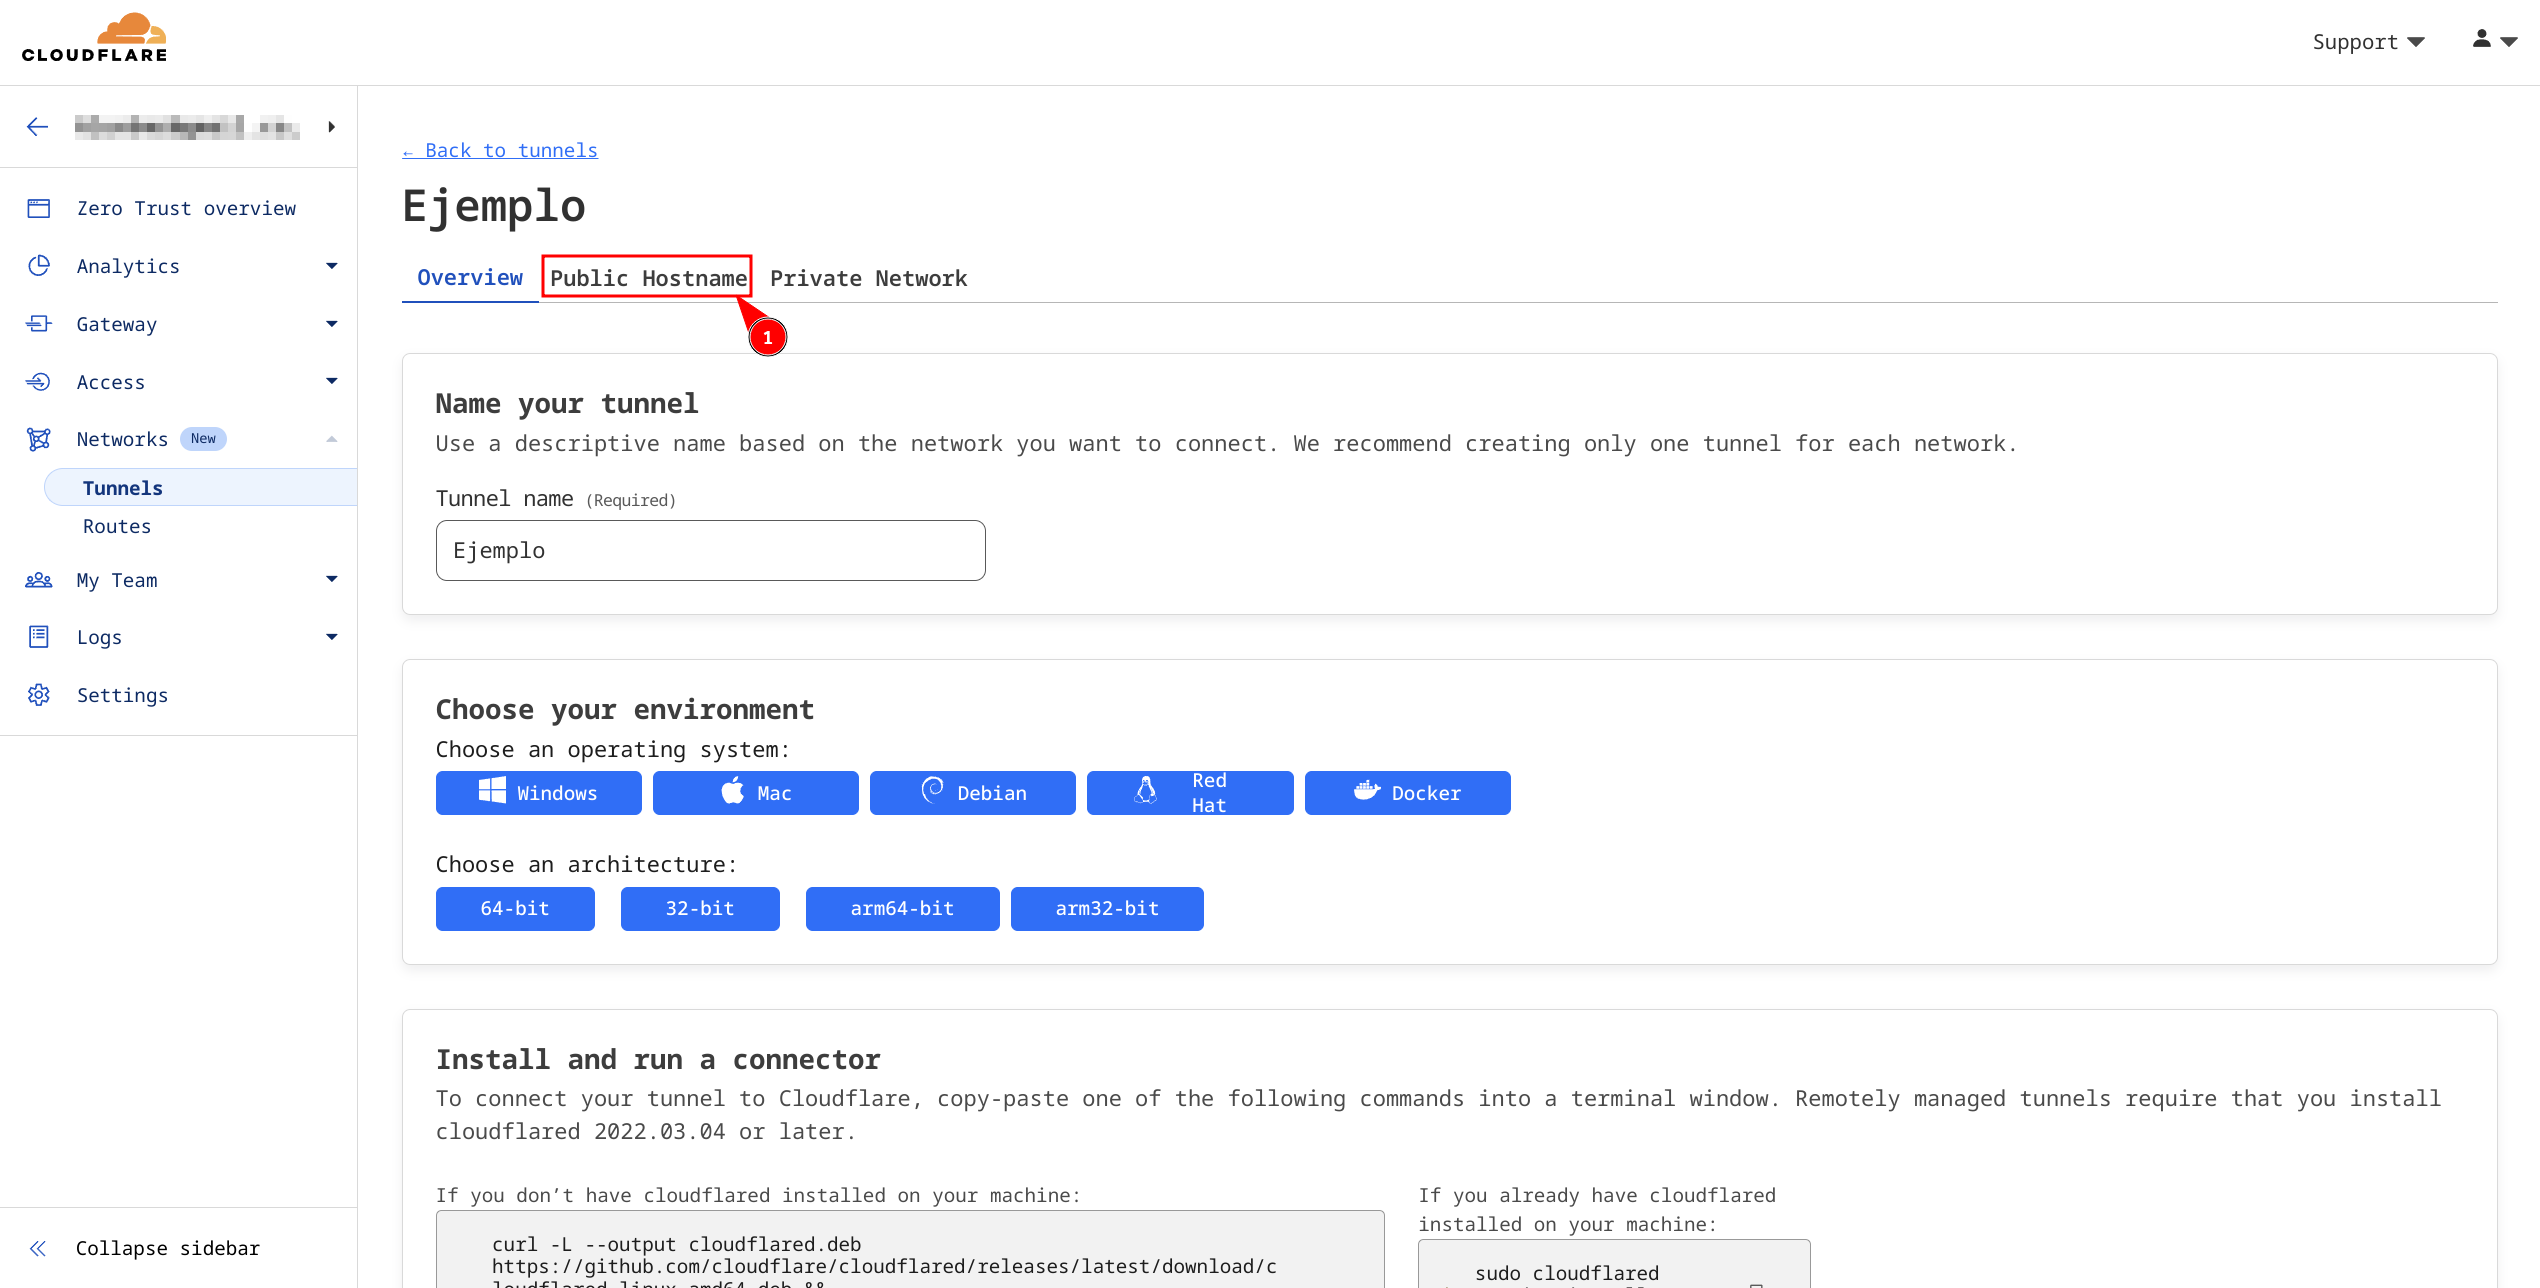 CLOUDFLARE
Support
← Back to tunnels
Ejemplo
Zero Trust overview
Analytics
Gateway
Access
Networks New
Tunnels
Routes
My Team
Logs
Settings
Collapse sidebar
Overview Public Hostname Private Network
1
Name your tunnel
Use a descriptive name based on the network you want to connect. We recommend creating only one tunnel for each network.
Tunnel name (Required)
Ejemplo
Choose your environment
Choose an operating system:
Windows Mac Debian Red Hat Docker
Choose an architecture:
64-bit 32-bit arm64-bit arm32-bit
Install and run a connector
To connect your tunnel to Cloudflare, copy-paste one of the following commands into a terminal window. Remotely managed tunnels require that you install
cloudflared 2022.03.04 or later.
If you don’t have cloudflared installed on your machine:
curl -L --output cloudflared.deb
https://github.com/cloudflare/cloudflared/releases/latest/download/c
loudflared-linux-amd64.deb &&
If you already have cloudflared
installed on your machine:
sudo cloudflared